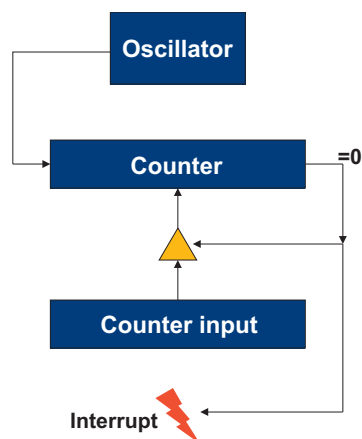 Oscillator
=0
Counter
Counter input
Interrupt